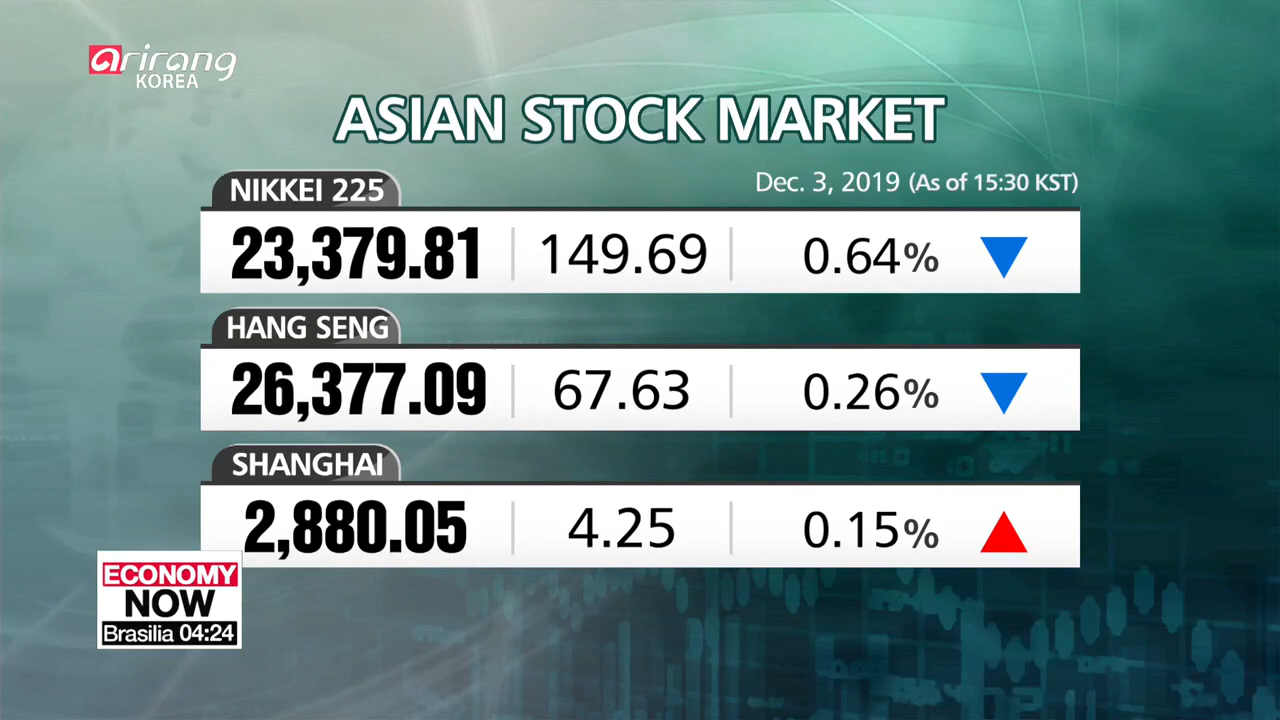 arirang
KOREA
ASIAN STOCK MARKET
Dec. 3, 2019 (As of 15:30 KST)
NIKKEI 225
23,379.81 149.69 0.64% ▼
HANG SENG
26,377.09 67.63 0.26% ▼
SHANGHAI
2,880.05 4.25 0.15% ▲
ECONOMY
NOW
Brasilia 04:24